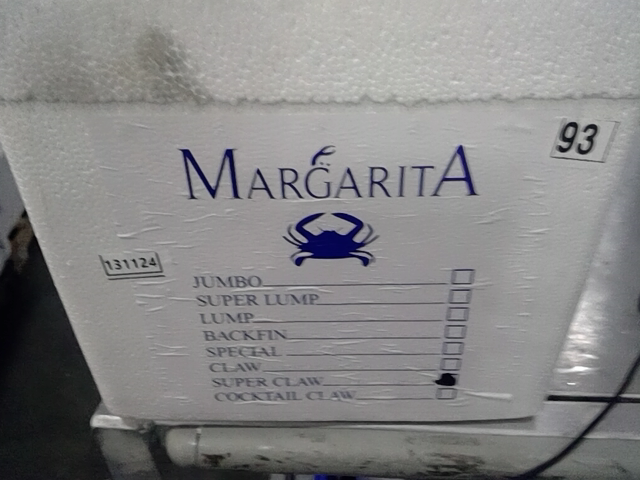 93
MARGARITA
131124
JUMBO
SUPER LUMP
LUMP
BACKFIN
SPECIAL
CLAW
SUPER CLAW
COCKTAIL CLAW